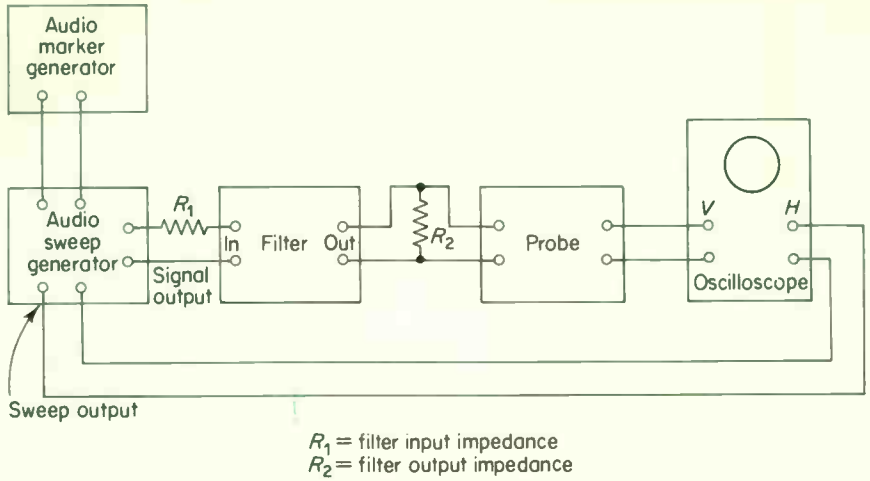 Audio
marker
generator
Audio
sweep
generator
R1
In
Filter
Out
Signal
output
R2
Probe
V
H
Oscilloscope
Sweep output
R1 = filter input impedance
R2 = filter output impedance